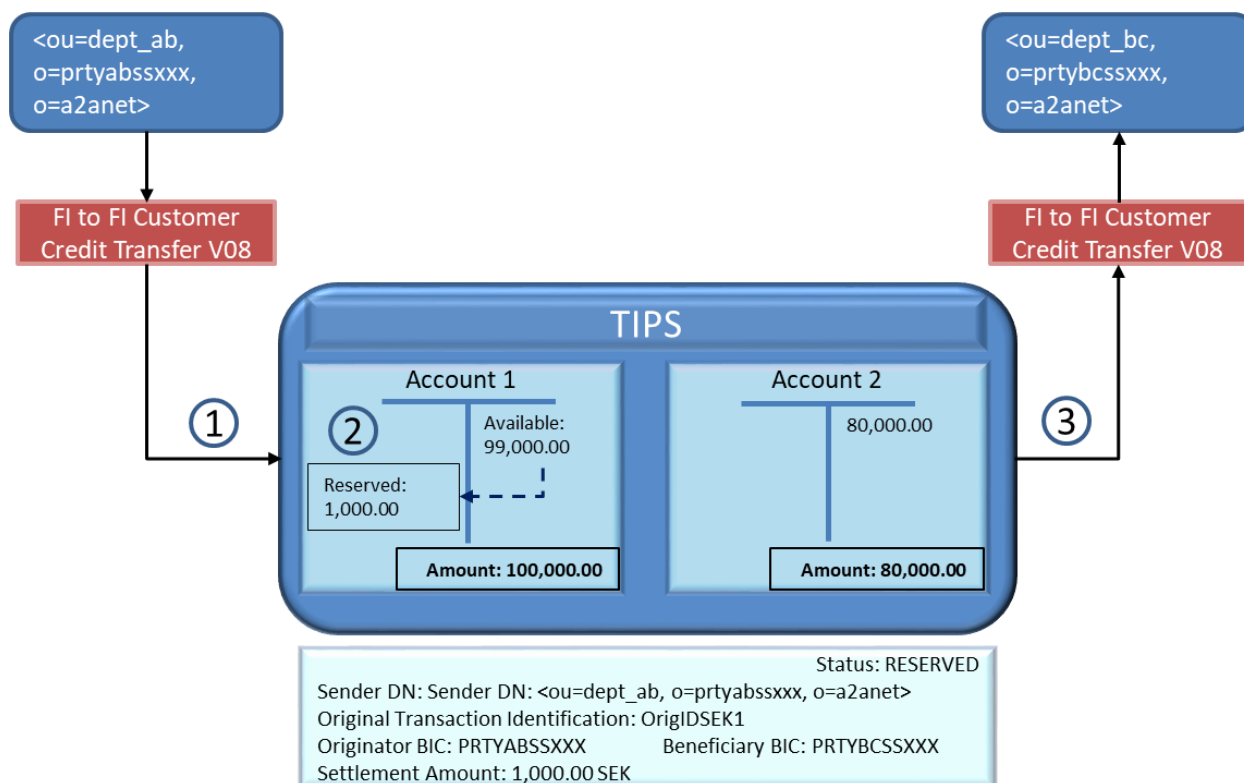 <ou=dept_ab,
o=prtyabssxxx,
o=a2anet>
<ou=dept_bc,
o=prtybcssxxx,
o=a2anet>
FI to FI Customer
Credit Transfer V08
FI to FI Customer
Credit Transfer V08
TIPS
1
2
Account 1
Available:
99,000.00
Reserved:
1,000.00
Amount: 100,000.00
Account 2
80,000.00
Amount: 80,000.00
3
Status: RESERVED
Sender DN: Sender DN: <ou=dept_ab, o=prtyabssxxx, o=a2anet>
Original Transaction Identification: OrigIDSEK1
Originator BIC: PRTYABSSXXX Beneficiary BIC: PRTYBCSSXXX
Settlement Amount: 1,000.00 SEK